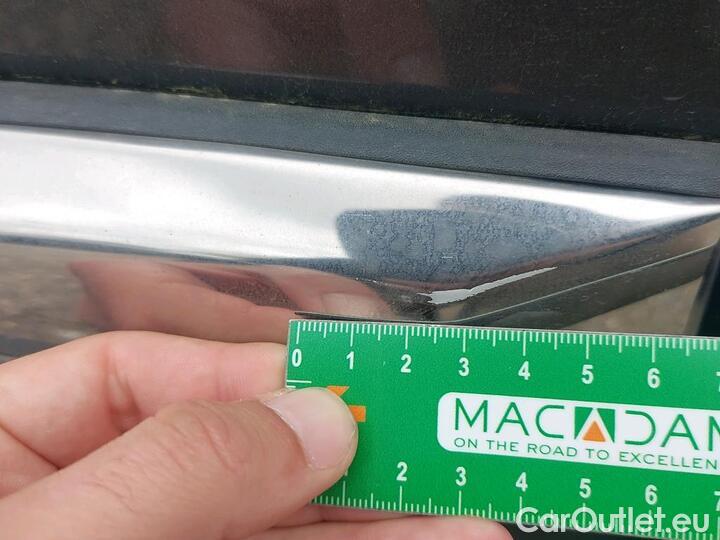 0 1 2 3 4 5 6 7
MACADAM
ON THE ROAD TO EXCELLEN
2 3 4 5 6 7
CarOutlet.eu